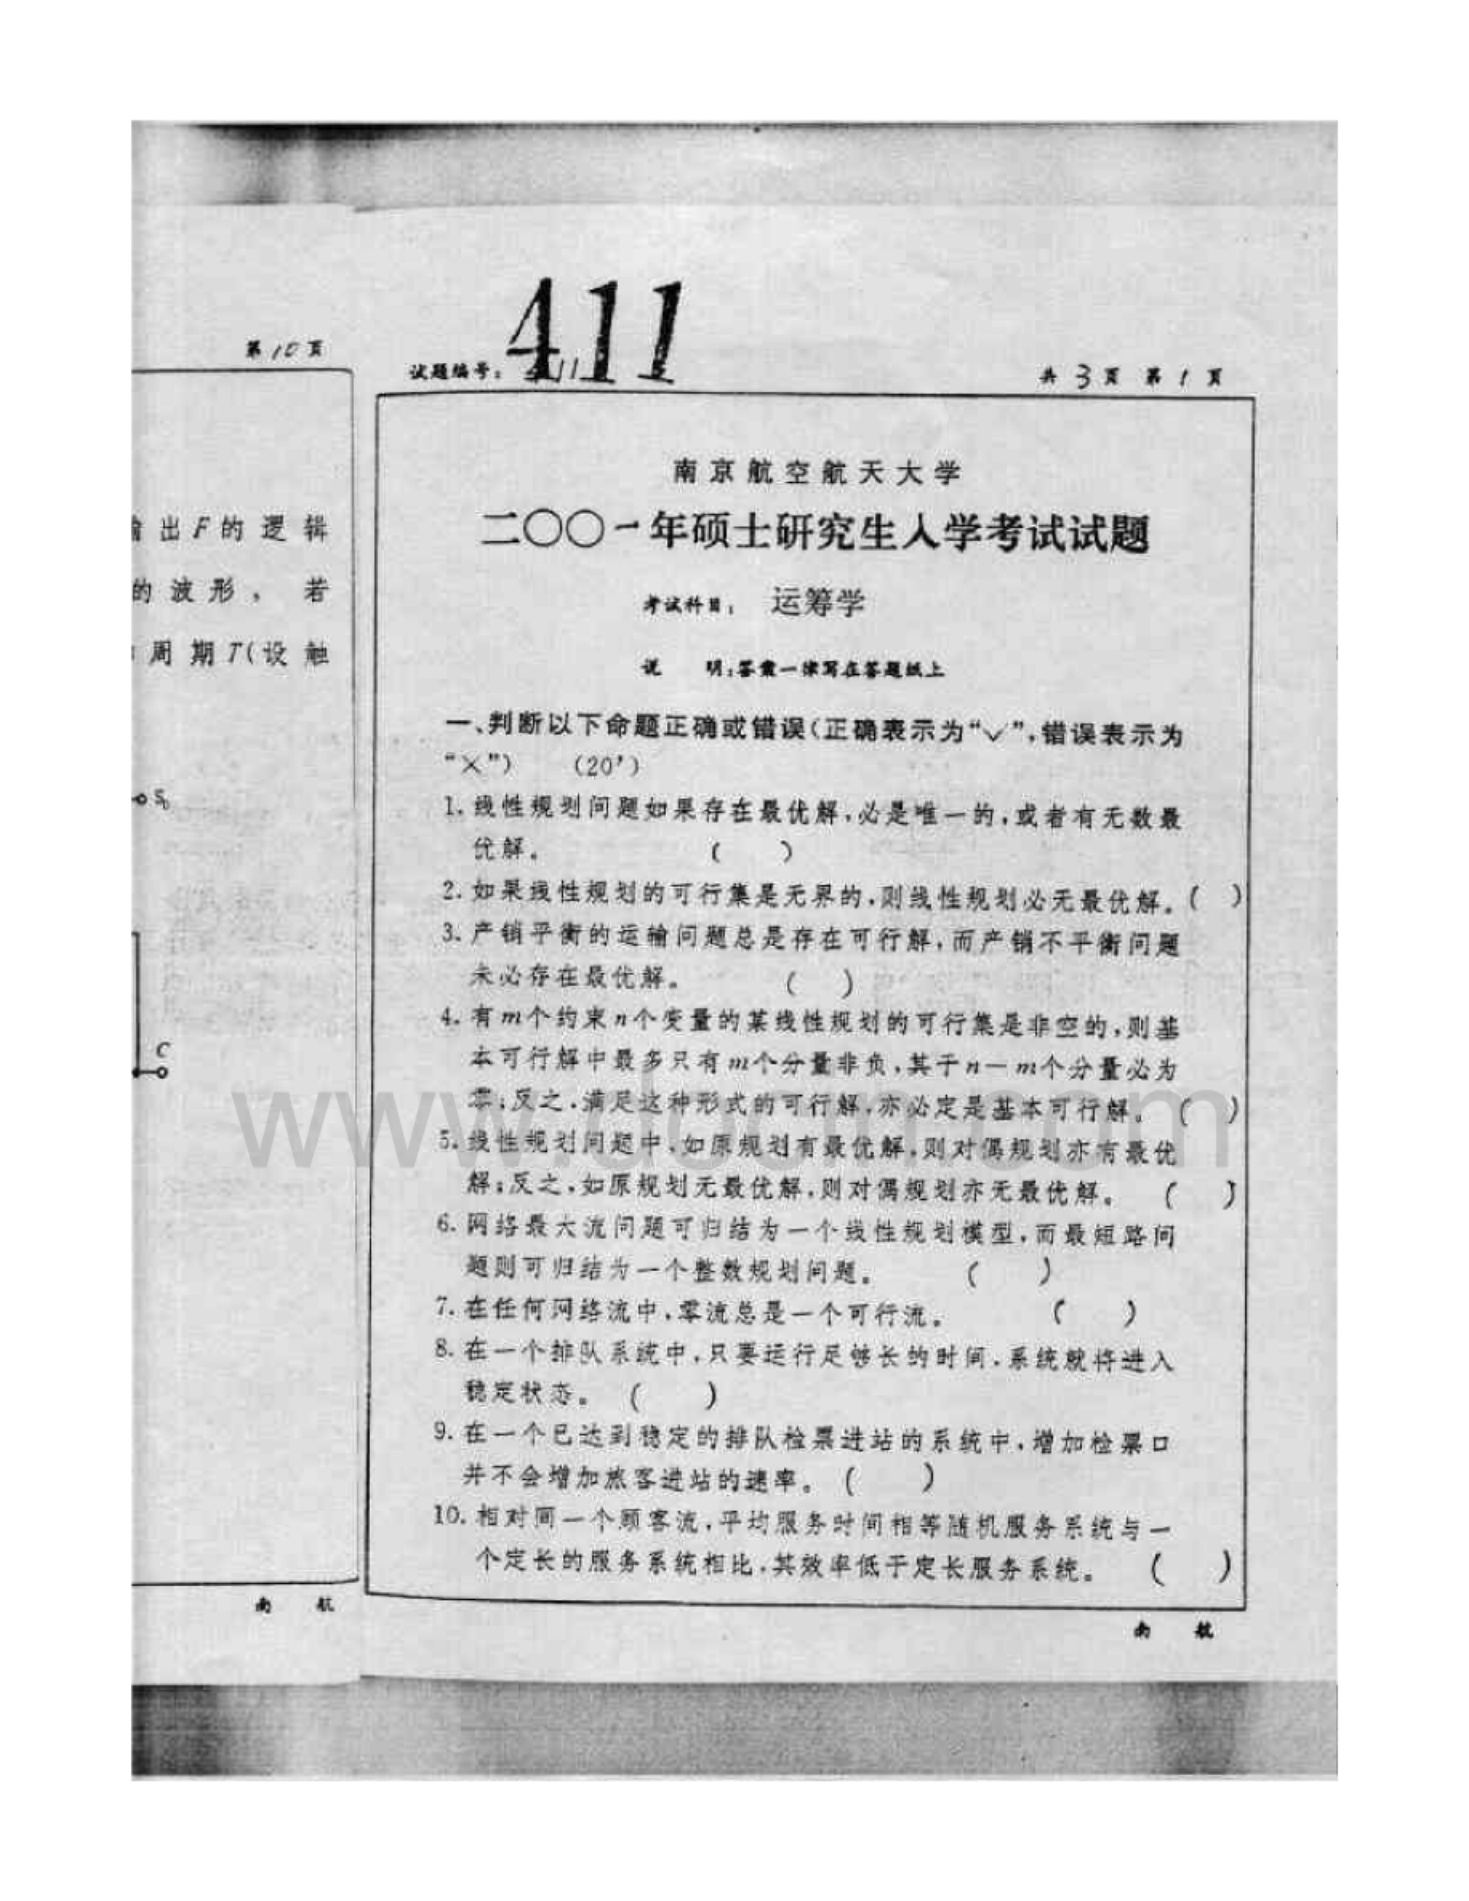 第10页
输出F的逻辑
的波形，若
周期T(设触
S₀
C
南 航
411
试题编号：411
共3页 第1页
南京航空航天大学
二〇〇一年硕士研究生入学考试试题
考试科目： 运筹学
说 明：答案一律写在答题纸上
一、判断以下命题正确或错误(正确表示为“√”，错误表示为
“×”) (20’)
1. 线性规划问题如果存在最优解，必是唯一的，或者有无数最
优解。 ( )
2. 如果线性规划的可行集是无界的，则线性规划必无最优解。( )
3. 产销平衡的运输问题总是存在可行解，而产销不平衡问题
未必存在最优解。 ( )
4. 有m个约束n个变量的某线性规划的可行集是非空的，则基
本可行解中最多只有m个分量非负，其于n－m个分量必为
零；反之，满足这种形式的可行解，亦必定是基本可行解。( )
5. 线性规划问题中，如原规划有最优解，则对偶规划亦有最优
解；反之，如原规划无最优解，则对偶规划亦无最优解。 ( )
6. 网络最大流问题可归结为一个线性规划模型，而最短路问
题则可归结为一个整数规划问题。 ( )
7. 在任何网络流中，零流总是一个可行流。 ( )
8. 在一个排队系统中，只要运行足够长的时间，系统就将进入
稳定状态。 ( )
9. 在一个已达到稳定的排队检票进站的系统中，增加检票口
并不会增加旅客进站的速率。( )
10. 相对同一个顾客流，平均服务时间相等随机服务系统与一
个定长的服务系统相比，其效率低于定长服务系统。 ( )
南 航